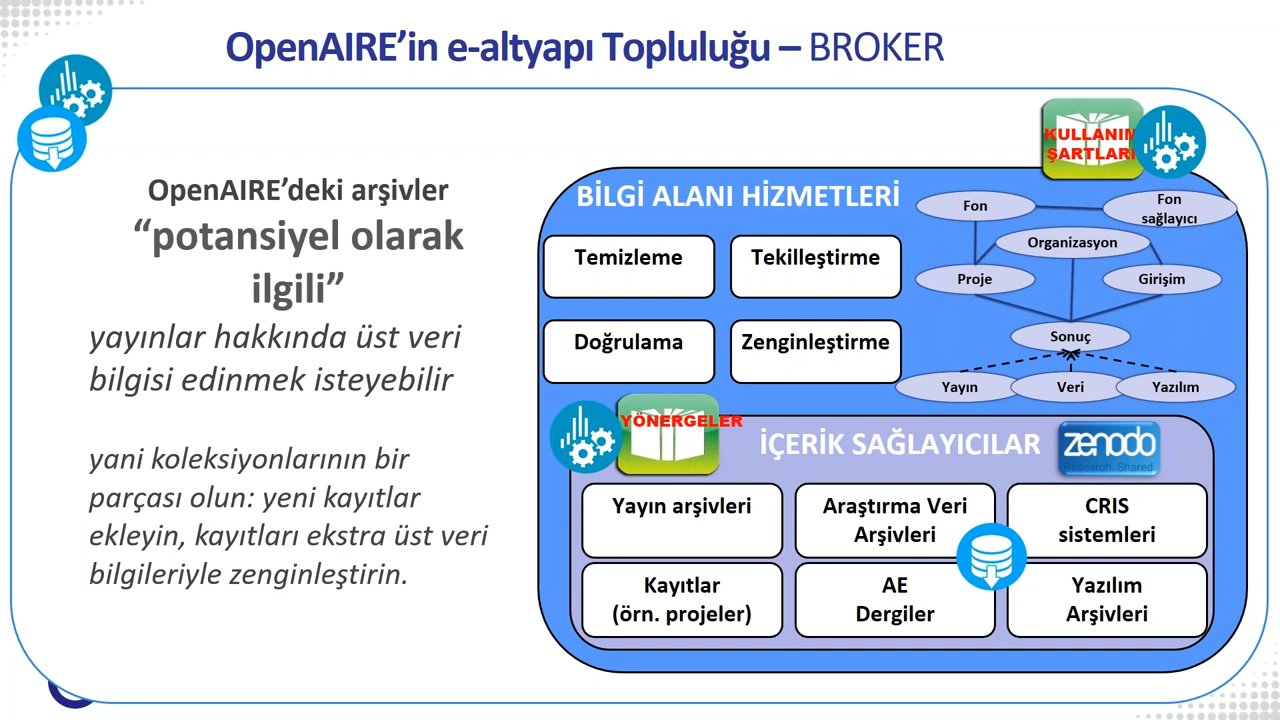 OpenAIRE’in e-altyapı Topluluğu – BROKER
OpenAIRE’deki arşivler
“potansiyel olarak
ilgili”
yayınlar hakkında üst veri
bilgisi edinmek isteyebilir
yani koleksiyonlarının bir
parçası olun: yeni kayıtlar
ekleyin, kayıtları ekstra üst veri
bilgileriyle zenginleştirin.
KULLANIM
ŞARTLARI
BİLGİ ALANI HİZMETLERİ
Temizleme
Tekilleştirme
Doğrulama
Zenginleştirme
Fon
Fon
sağlayıcı
Organizasyon
Proje
Girişim
Sonuç
Yayın
Veri
Yazılım
YÖNERGELER
İÇERİK SAĞLAYICILAR
zenodo
Research. Shared
Yayın arşivleri
Araştırma Veri
Arşivleri
CRIS
sistemleri
Kayıtlar
(örn. projeler)
AE
Dergiler
Yazılım
Arşivleri